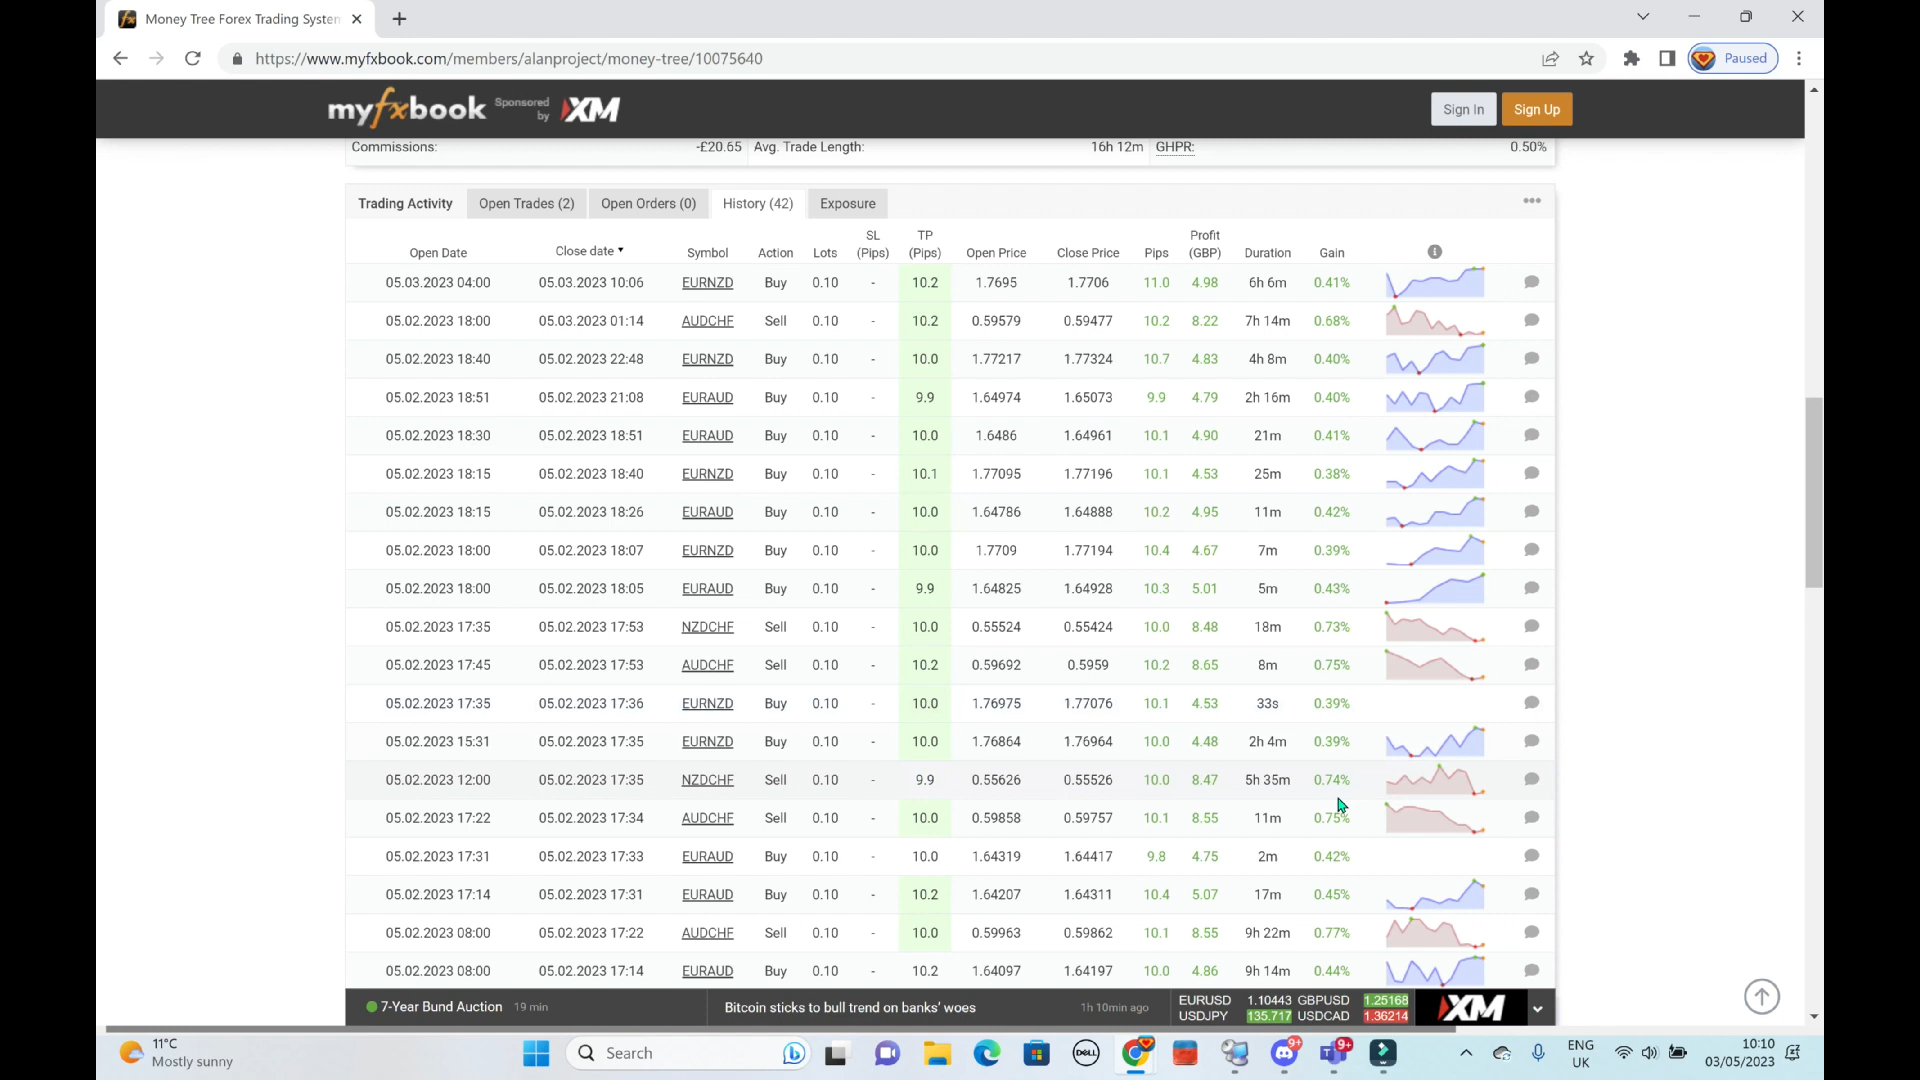 Money Tree Forex Trading System
https://www.myfxbook.com/members/alanproject/money-tree/10075640
Paused
myfxbook Sponsored by XM
Sign In Sign Up
Commissions: -£20.65 Avg. Trade Length: 16h 12m GHPR: 0.50%
Trading Activity Open Trades (2) Open Orders (0) History (42) Exposure
Open Date Close date Symbol Action Lots SL (Pips) TP (Pips) Open Price Close Price Pips Profit (GBP) Duration Gain
05.03.2023 04:00 05.03.2023 10:06 EURNZD Buy 0.10 - 10.2 1.7695 1.7706 11.0 4.98 6h 6m 0.41%
05.02.2023 18:00 05.03.2023 01:14 AUDCHF Sell 0.10 - 10.2 0.59579 0.59477 10.2 8.22 7h 14m 0.68%
05.02.2023 18:40 05.02.2023 22:48 EURNZD Buy 0.10 - 10.0 1.77217 1.77324 10.7 4.83 4h 8m 0.40%
05.02.2023 18:51 05.02.2023 21:08 EURAUD Buy 0.10 - 9.9 1.64974 1.65073 9.9 4.79 2h 16m 0.40%
05.02.2023 18:30 05.02.2023 18:51 EURAUD Buy 0.10 - 10.0 1.6486 1.64961 10.1 4.90 21m 0.41%
05.02.2023 18:15 05.02.2023 18:40 EURNZD Buy 0.10 - 10.1 1.77095 1.77196 10.1 4.53 25m 0.38%
05.02.2023 18:15 05.02.2023 18:26 EURAUD Buy 0.10 - 10.0 1.64786 1.64888 10.2 4.95 11m 0.42%
05.02.2023 18:00 05.02.2023 18:07 EURNZD Buy 0.10 - 10.0 1.7709 1.77194 10.4 4.67 7m 0.39%
05.02.2023 18:00 05.02.2023 18:05 EURAUD Buy 0.10 - 9.9 1.64825 1.64928 10.3 5.01 5m 0.43%
05.02.2023 17:35 05.02.2023 17:53 NZDCHF Sell 0.10 - 10.0 0.55524 0.55424 10.0 8.48 18m 0.73%
05.02.2023 17:45 05.02.2023 17:53 AUDCHF Sell 0.10 - 10.2 0.59692 0.5959 10.2 8.65 8m 0.75%
05.02.2023 17:35 05.02.2023 17:36 EURNZD Buy 0.10 - 10.0 1.76975 1.77076 10.1 4.53 33s 0.39%
05.02.2023 15:31 05.02.2023 17:35 EURNZD Buy 0.10 - 10.0 1.76864 1.76964 10.0 4.48 2h 4m 0.39%
05.02.2023 12:00 05.02.2023 17:35 NZDCHF Sell 0.10 - 9.9 0.55626 0.55526 10.0 8.47 5h 35m 0.74%
05.02.2023 17:22 05.02.2023 17:34 AUDCHF Sell 0.10 - 10.0 0.59858 0.59757 10.1 8.55 11m 0.75%
05.02.2023 17:31 05.02.2023 17:33 EURAUD Buy 0.10 - 10.0 1.64319 1.64417 9.8 4.75 2m 0.42%
05.02.2023 17:14 05.02.2023 17:31 EURAUD Buy 0.10 - 10.2 1.64207 1.64311 10.4 5.07 17m 0.45%
05.02.2023 08:00 05.02.2023 17:22 AUDCHF Sell 0.10 - 10.0 0.59963 0.59862 10.1 8.55 9h 22m 0.77%
05.02.2023 08:00 05.02.2023 17:14 EURAUD Buy 0.10 - 10.2 1.64097 1.64197 10.0 4.86 9h 14m 0.44%
7-Year Bund Auction 19 min Bitcoin sticks to bull trend on banks' woes 1h 10min ago EURUSD 1.10443 GBPUSD 1.25168 XM
USDJPY 135.717 USDCAD 1.36214
11°C
Mostly sunny
Search
DELL
9+
9+
ENG
UK
10:10
03/05/2023